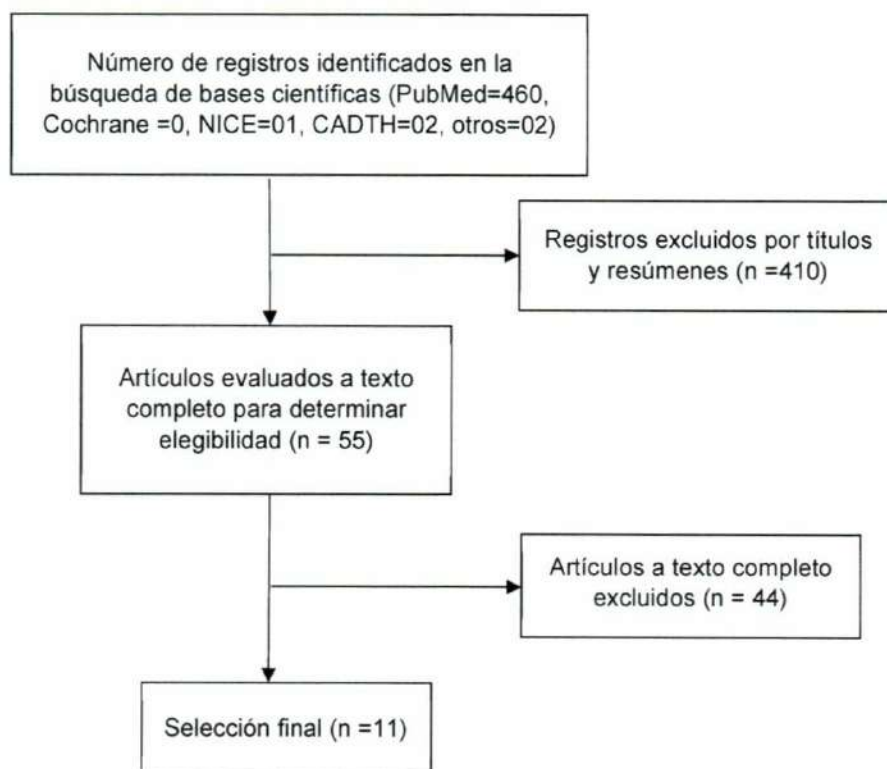 Número de registros identificados en la
búsqueda de bases científicas (PubMed=460,
Cochrane =0, NICE=01, CADTH=02, otros=02)
Registros excluidos por títulos
y resúmenes (n =410)
Artículos evaluados a texto
completo para determinar
elegibilidad (n = 55)
Artículos a texto completo
excluidos (n = 44)
Selección final (n =11)